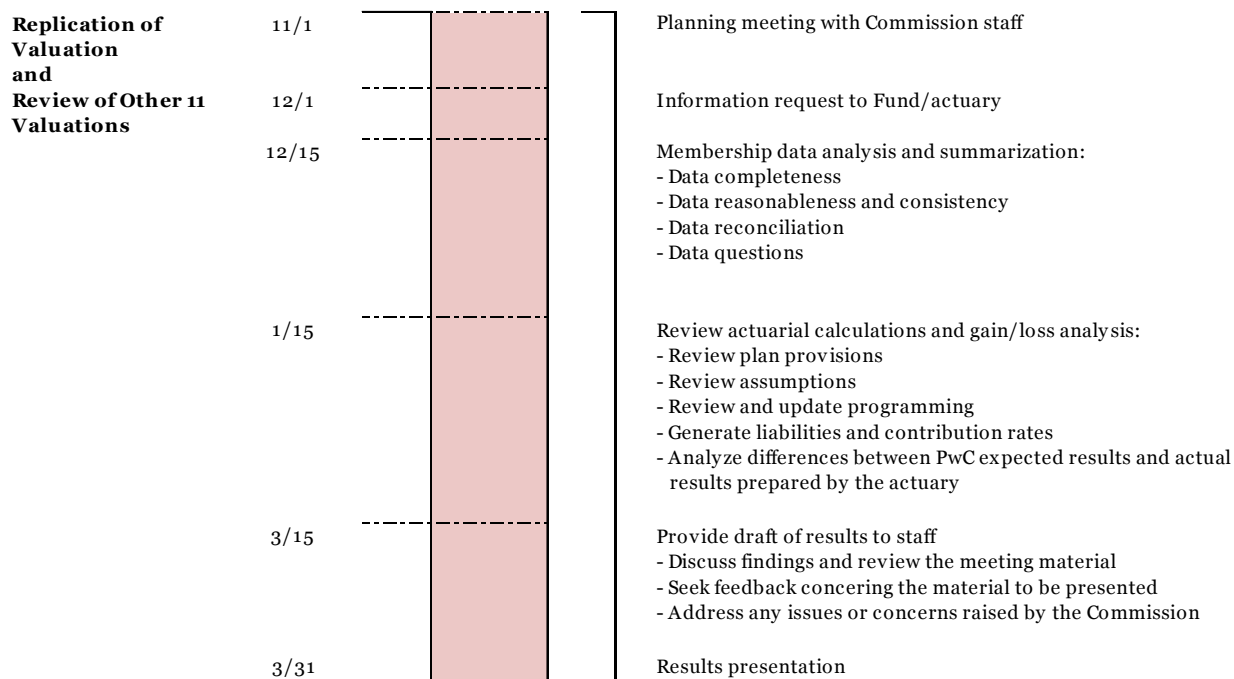 Replication of
Valuation
and
Review of Other 11
Valuations
11/1
Planning meeting with Commission staff
12/1
Information request to Fund/actuary
12/15
Membership data analysis and summarization:
- Data completeness
- Data reasonableness and consistency
- Data reconciliation
- Data questions
1/15
Review actuarial calculations and gain/loss analysis:
- Review plan provisions
- Review assumptions
- Review and update programming
- Generate liabilities and contribution rates
- Analyze differences between PwC expected results and actual
results prepared by the actuary
3/15
Provide draft of results to staff
- Discuss findings and review the meeting material
- Seek feedback concering the material to be presented
- Address any issues or concerns raised by the Commission
3/31
Results presentation